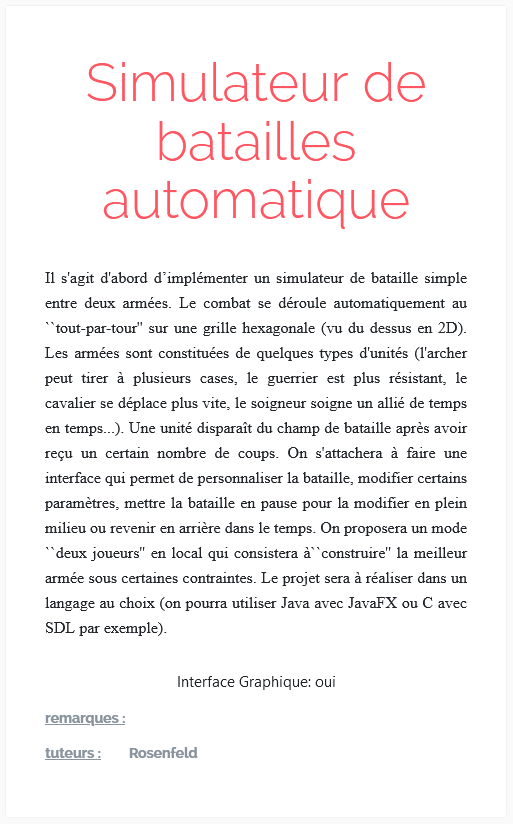 Simulateur de
batailles
automatique
Il s'agit d'abord d’implémenter un simulateur de bataille simple
entre deux armées. Le combat se déroule automatiquement au
``tout-par-tour'' sur une grille hexagonale (vu du dessus en 2D).
Les armées sont constituées de quelques types d'unités (l'archer
peut tirer à plusieurs cases, le guerrier est plus résistant, le
cavalier se déplace plus vite, le soigneur soigne un allié de temps
en temps...). Une unité disparaît du champ de bataille après avoir
reçu un certain nombre de coups. On s'attachera à faire une
interface qui permet de personnaliser la bataille, modifier certains
paramètres, mettre la bataille en pause pour la modifier en plein
milieu ou revenir en arrière dans le temps. On proposera un mode
``deux joueurs'' en local qui consistera à``construire'' la meilleur
armée sous certaines contraintes. Le projet sera à réaliser dans un
langage au choix (on pourra utiliser Java avec JavaFX ou C avec
SDL par exemple).
Interface Graphique: oui
remarques :
tuteurs : Rosenfeld